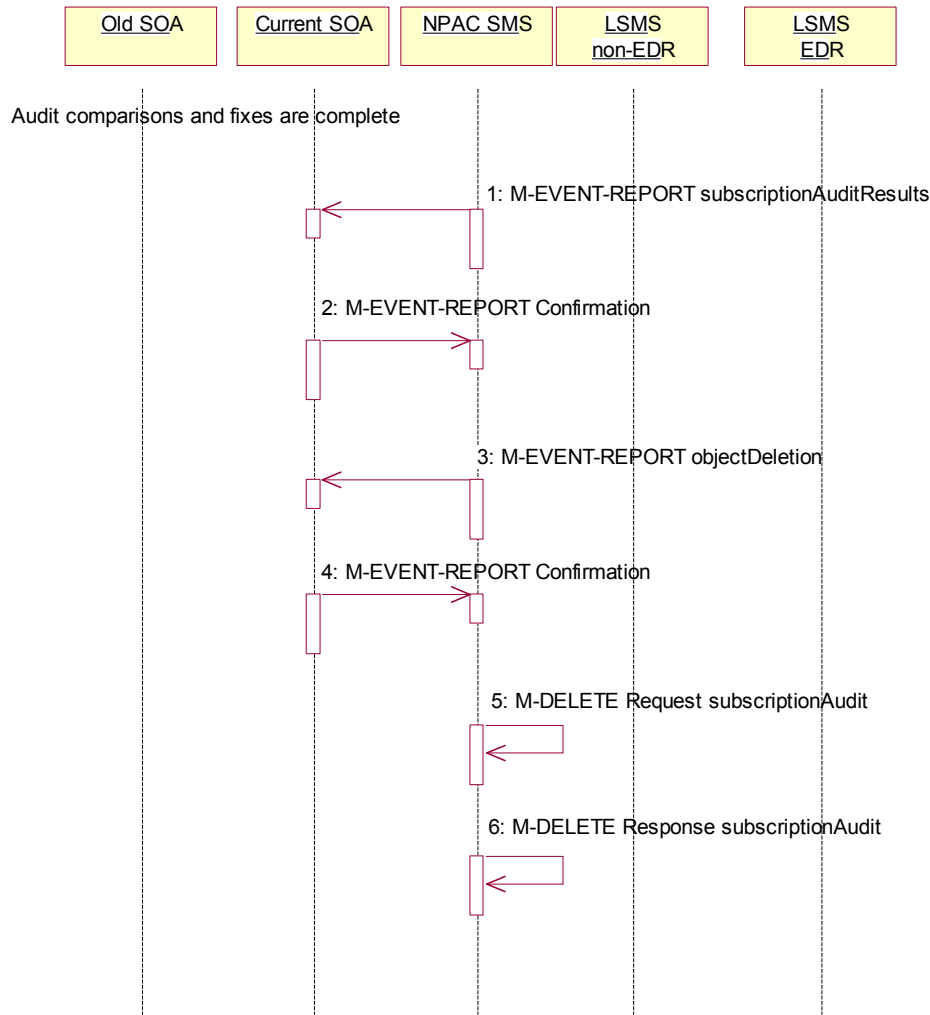 Old SOA
Current SOA
NPAC SMS
LSMS
non-EDR
LSMS
EDR
Audit comparisons and fixes are complete
1: M-EVENT-REPORT subscriptionAuditResults
2: M-EVENT-REPORT Confirmation
3: M-EVENT-REPORT objectDeletion
4: M-EVENT-REPORT Confirmation
5: M-DELETE Request subscriptionAudit
6: M-DELETE Response subscriptionAudit